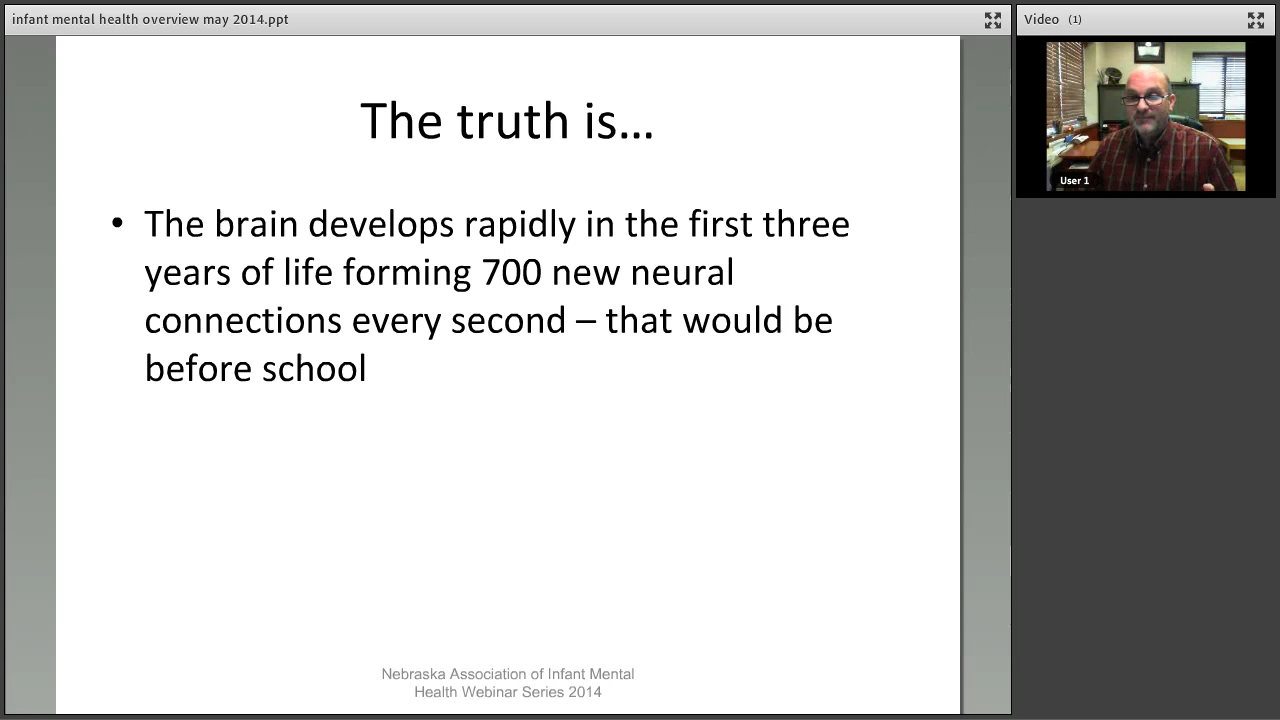 infant mental health overview may 2014.ppt
Video (1)
The truth is...
• The brain develops rapidly in the first three
years of life forming 700 new neural
connections every second – that would be
before school
User 1
Nebraska Association of Infant Mental
Health Webinar Series 2014